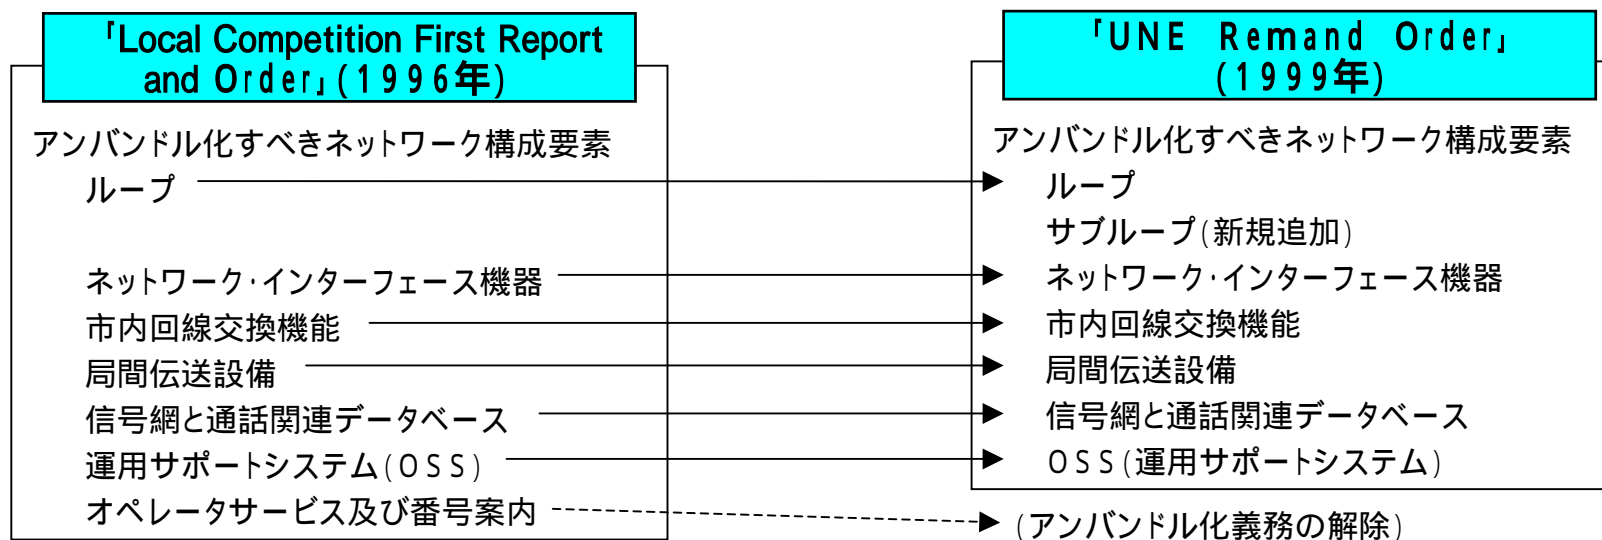 「Local Competition First Report
and Order」(1996年)
アンバンドル化すべきネットワーク構成要素
ループ
ネットワーク・インターフェース機器
市内回線交換機能
局間伝送設備
信号網と通話関連データベース
運用サポートシステム(OSS)
オペレータサービス及び番号案内
「UNE Remand Order」
(1999年)
アンバンドル化すべきネットワーク構成要素
ループ
サブループ(新規追加)
ネットワーク・インターフェース機器
市内回線交換機能
局間伝送設備
信号網と通話関連データベース
OSS(運用サポートシステム)
(アンバンドル化義務の解除)